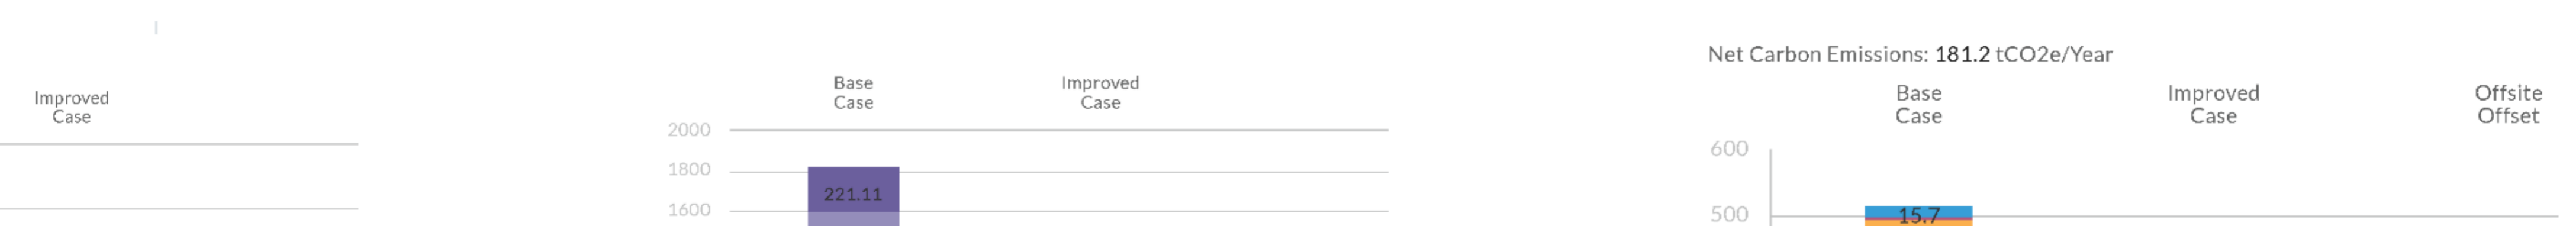 Improved
Case
Base
Case
Improved
Case
2000
1800
221.11
1600
Net Carbon Emissions: 181.2 tCO2e/Year
Base
Case
Improved
Case
Offsite
Offset
600
500
15.7